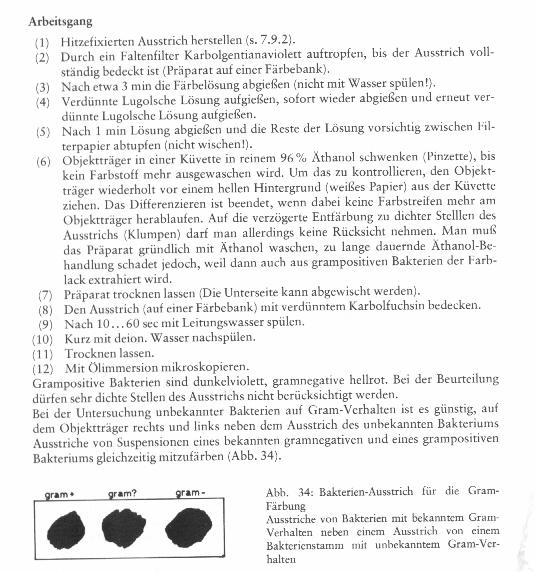 Arbeitsgang
(1) Hitzefixierten Ausstrich herstellen (s. 7.9.2).
(2) Durch ein Faltenfilter Karbolgentianaviolett auftropfen, bis der Ausstrich voll-
ständig bedeckt ist (Präparat auf einer Färbebank).
(3) Nach etwa 3 min die Färbelösung abgießen (nicht mit Wasser spülen!).
(4) Verdünnte Lugolsche Lösung aufgießen, sofort wieder abgießen und erneut ver-
dünnte Lugolsche Lösung aufgießen.
(5) Nach 1 min Lösung abgießen und die Reste der Lösung vorsichtig zwischen Fil-
terpapier abtupfen (nicht wischen!).
(6) Objektträger in einer Küvette in reinem 96 % Äthanol schwenken (Pinzette), bis
kein Farbstoff mehr ausgewaschen wird. Um das zu kontrollieren, den Objekt-
träger wiederholt vor einem hellen Hintergrund (weißes Papier) aus der Küvette
ziehen. Das Differenzieren ist beendet, wenn dabei keine Farbstreifen mehr am
Objektträger herablaufen. Auf die verzögerte Entfärbung zu dichter Stelllen des
Ausstrichs (Klumpen) darf man allerdings keine Rücksicht nehmen. Man muß
das Präparat gründlich mit Äthanol waschen, zu lange dauernde Äthanol-Be-
handlung schadet jedoch, weil dann auch aus grampositiven Bakterien der Farb-
lack extrahiert wird.
(7) Präparat trocknen lassen (Die Unterseite kann abgewischt werden).
(8) Den Ausstrich (auf einer Färbebank) mit verdünntem Karbolfuchsin bedecken.
(9) Nach 10...60 sec mit Leitungswasser spülen.
(10) Kurz mit deion. Wasser nachspülen.
(11) Trocknen lassen.
(12) Mit Ölimmersion mikroskopieren.
Grampositive Bakterien sind dunkelviolett, gramnegative hellrot. Bei der Beurteilung
dürfen sehr dichte Stellen des Ausstrichs nicht berücksichtigt werden.
Bei der Untersuchung unbekannter Bakterien auf Gram-Verhalten ist es günstig, auf
dem Objektträger rechts und links neben dem Ausstrich des unbekannten Bakteriums
Ausstriche von Suspensionen eines bekannten gramnegativen und eines grampositiven
Bakteriums gleichzeitig mitzufärben (Abb. 34).
gram + gram? gram -
Abb. 34: Bakterien-Ausstrich für die Gram-
Färbung
Ausstriche von Bakterien mit bekanntem Gram-
Verhalten neben einem Ausstrich von einem
Bakterienstamm mit unbekanntem Gram-Ver-
halten